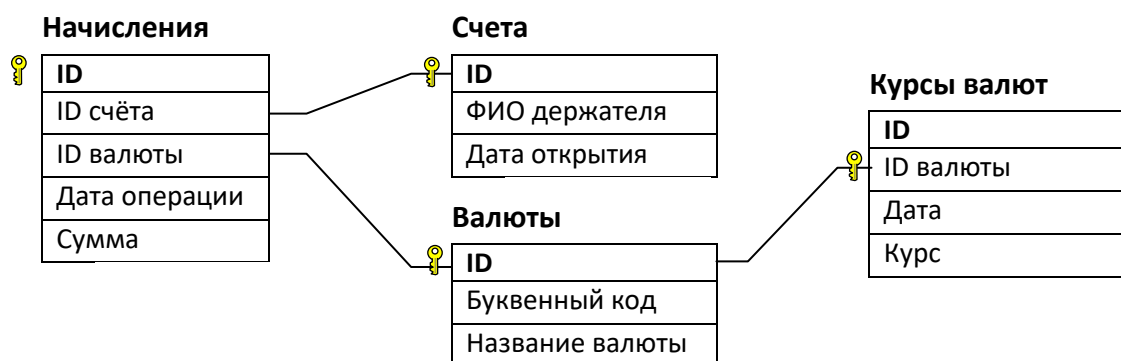 Начисления
ID
ID счёта
ID валюты
Дата операции
Сумма
Счета
ID
ФИО держателя
Дата открытия
Валюты
ID
Буквенный код
Название валюты
Курсы валют
ID
ID валюты
Дата
Курс